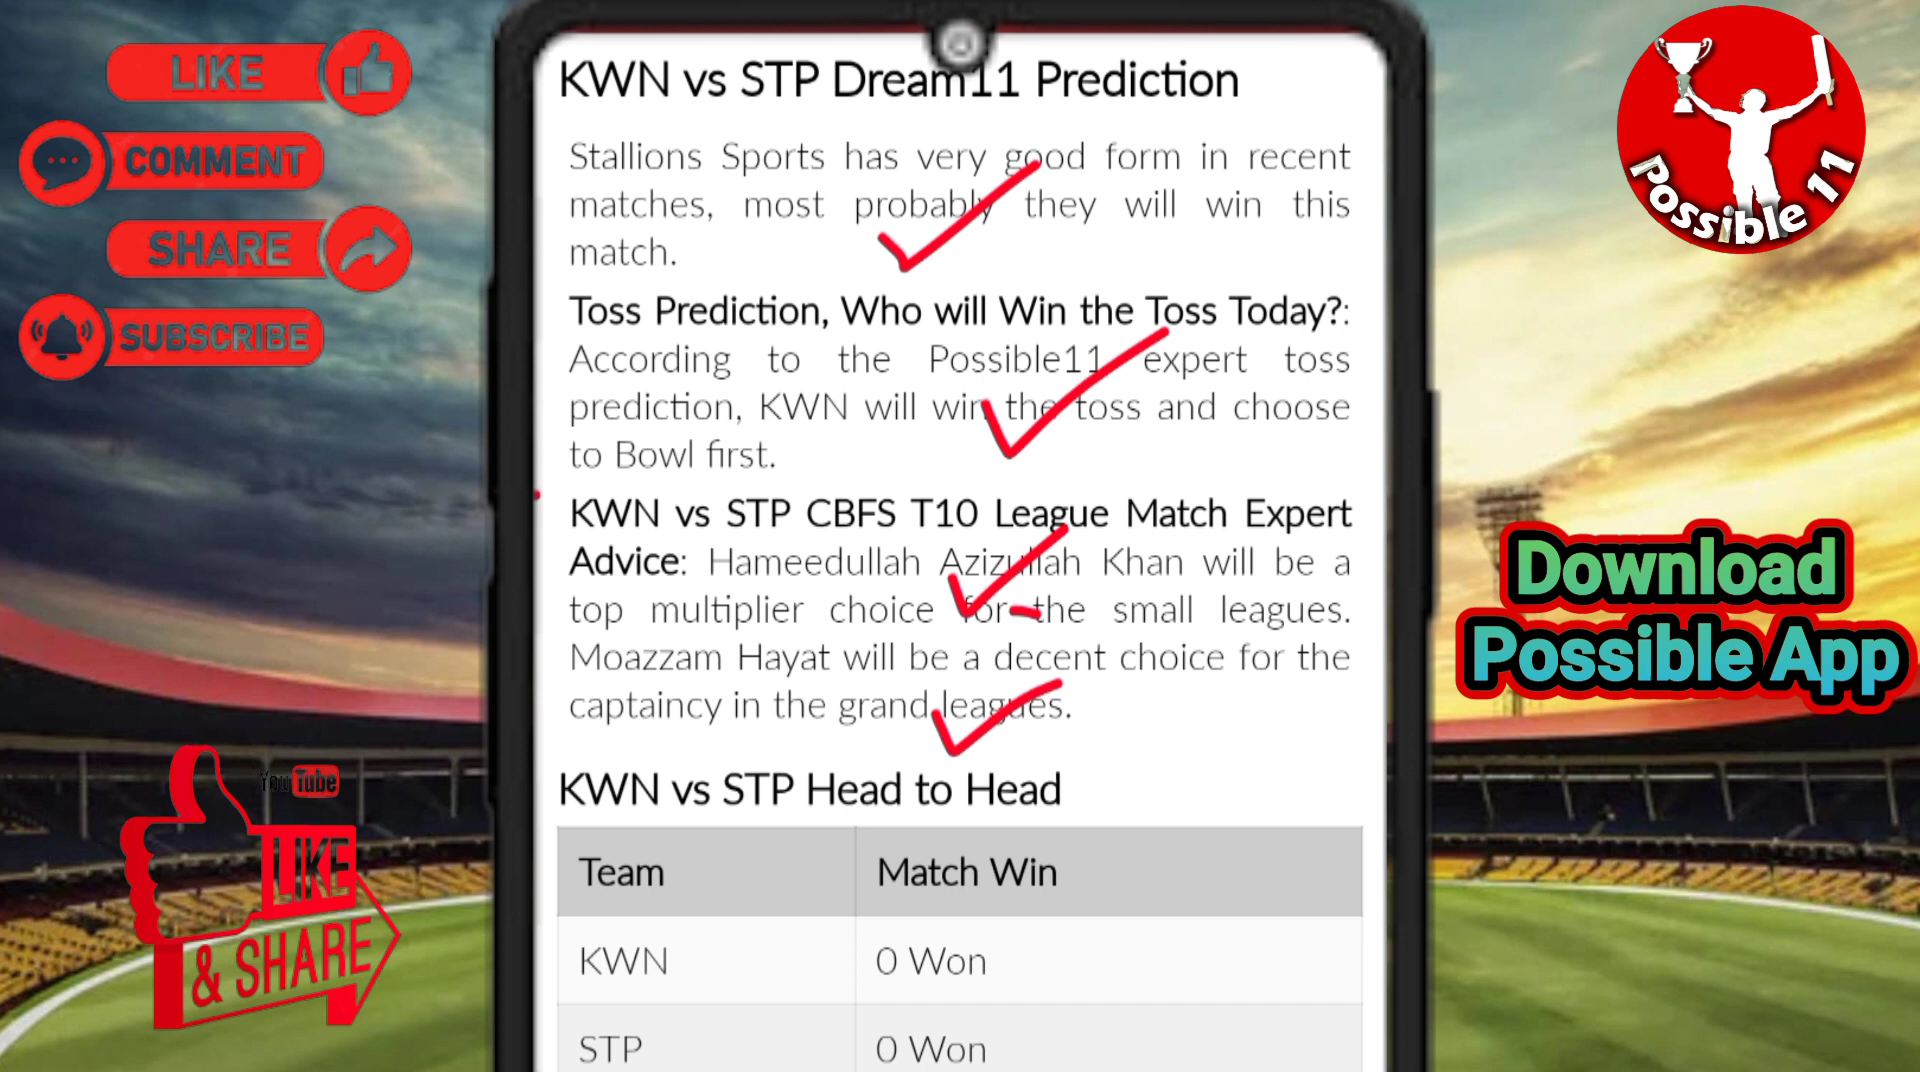 LIKE
COMMENT
SHARE
SUBSCRIBE
YouTube
LIKE
& SHARE
KWN vs STP Dream11 Prediction
Stallions Sports has very good form in recent
matches, most probably they will win this
match.
Toss Prediction, Who will Win the Toss Today?:
According to the Possible11 expert toss
prediction, KWN will win the toss and choose
to Bowl first.
KWN vs STP CBFS T10 League Match Expert
Advice: Hameedullah Azizullah Khan will be a
top multiplier choice for the small leagues.
Moazzam Hayat will be a decent choice for the
captaincy in the grand leagues.
KWN vs STP Head to Head
Team Match Win
KWN 0 Won
STP 0 Won
Possible 11
Download
Possible App